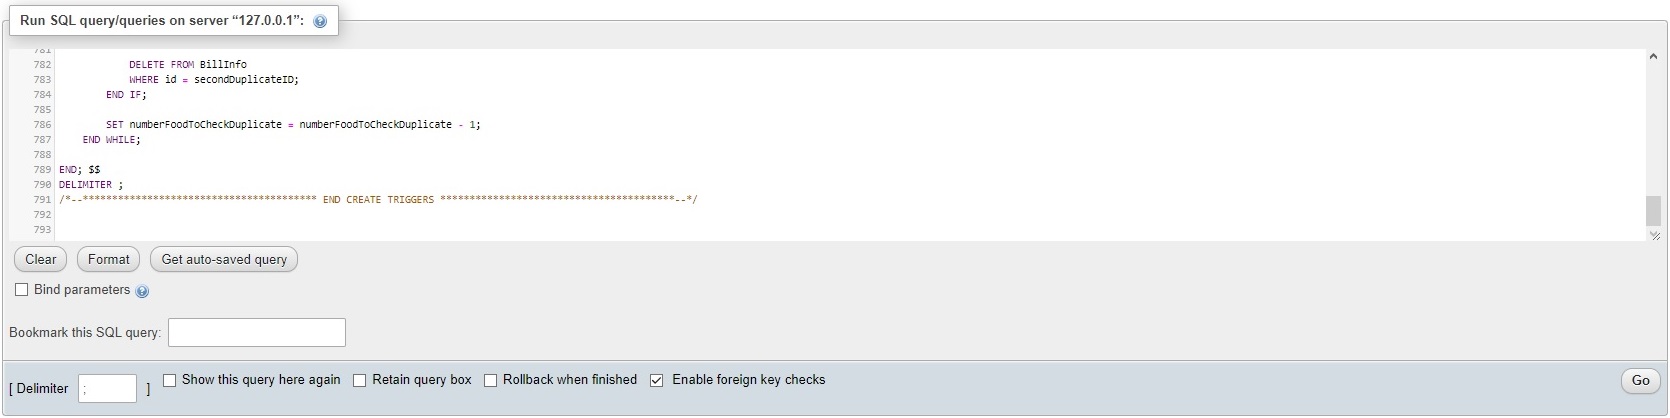 Run SQL query/queries on server “127.0.0.1”:
781
782 DELETE FROM BillInfo
783 WHERE id = secondDuplicateID;
784 END IF;
785
786 SET numberFoodToCheckDuplicate = numberFoodToCheckDuplicate - 1;
787 END WHILE;
788
789 END; $$
790 DELIMITER ;
791 /*--**************************************** END CREATE TRIGGERS ****************************************--*/
792
793
Clear Format Get auto-saved query
Bind parameters
Bookmark this SQL query:
[ Delimiter ; ] Show this query here again Retain query box Rollback when finished Enable foreign key checks Go